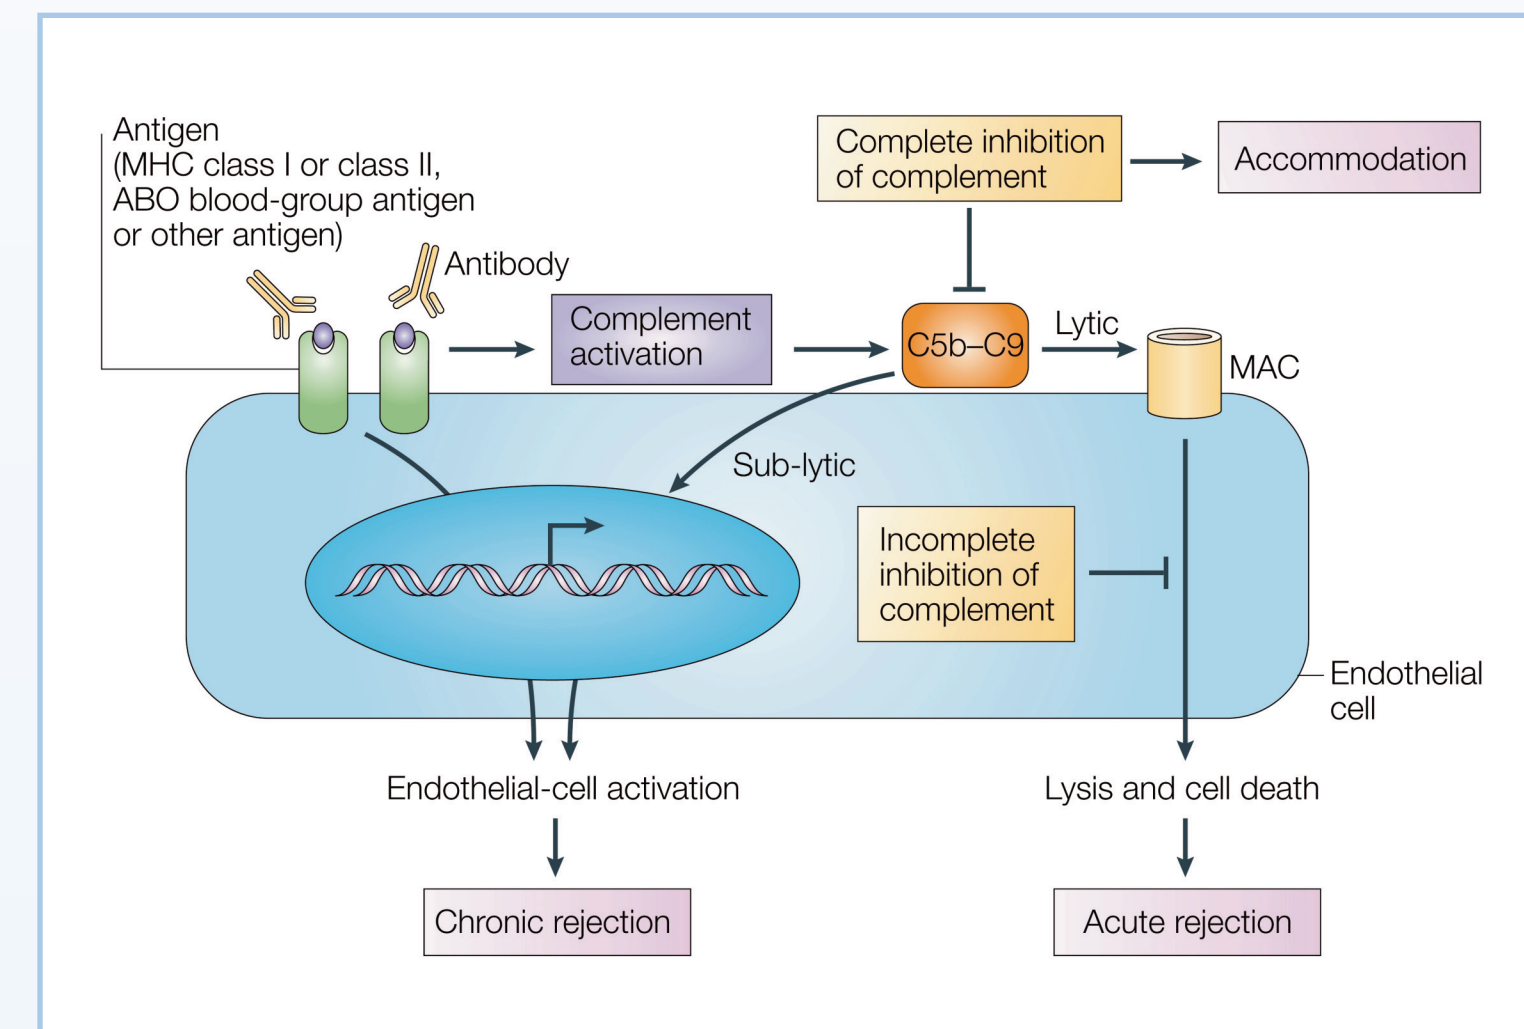 Antigen
(MHC class I or class II,
ABO blood-group antigen
or other antigen)
Antibody
Complement
activation
Complete inhibition
of complement
Accommodation
C5b–C9
Lytic
MAC
Sub-lytic
Incomplete
inhibition of
complement
Endothelial
cell
Endothelial-cell activation
Lysis and cell death
Chronic rejection
Acute rejection